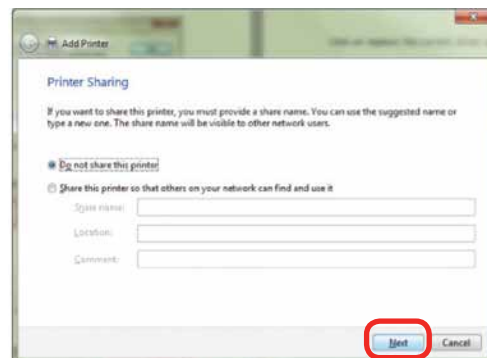 Add Printer
Printer Sharing
If you want to share this printer, you must provide a share name. You can use the suggested name or
type a new one. The share name will be visible to other network users.
Do not share this printer
Share this printer so that others on your network can find and use it
Share name:
Location:
Comment:
Next
Cancel